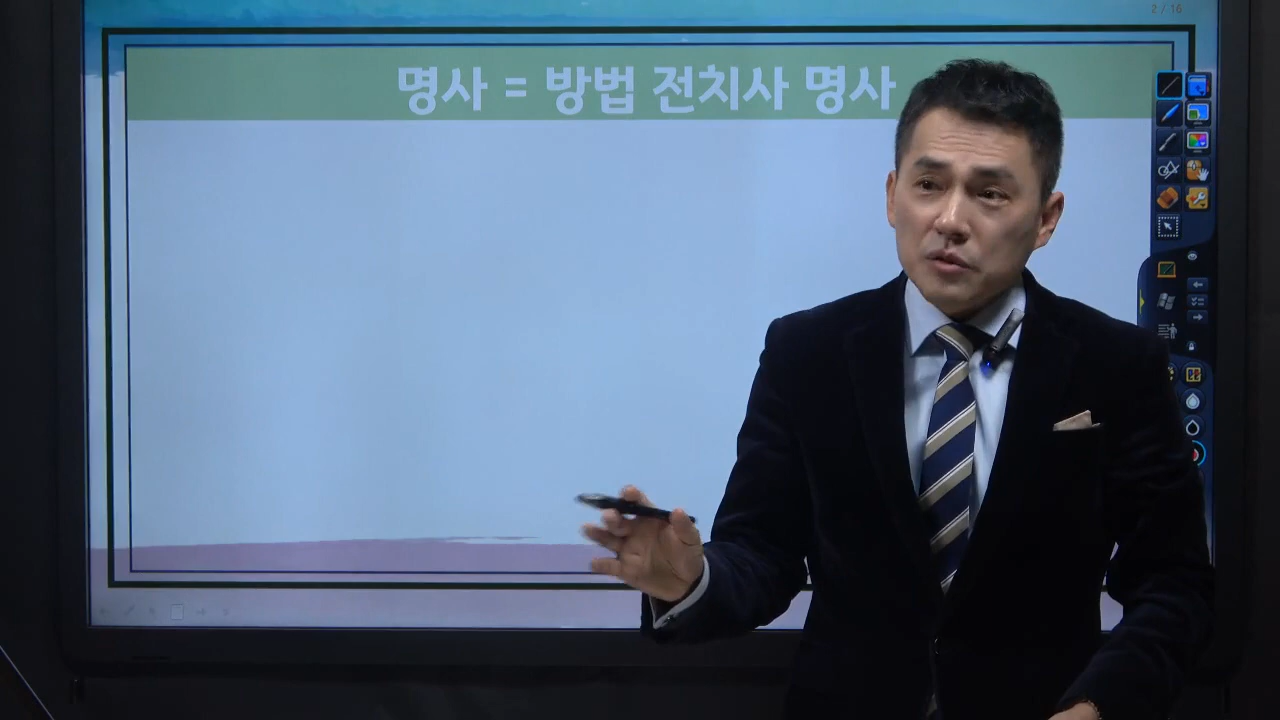 2 / 16
명사 = 방법 전치사 명사